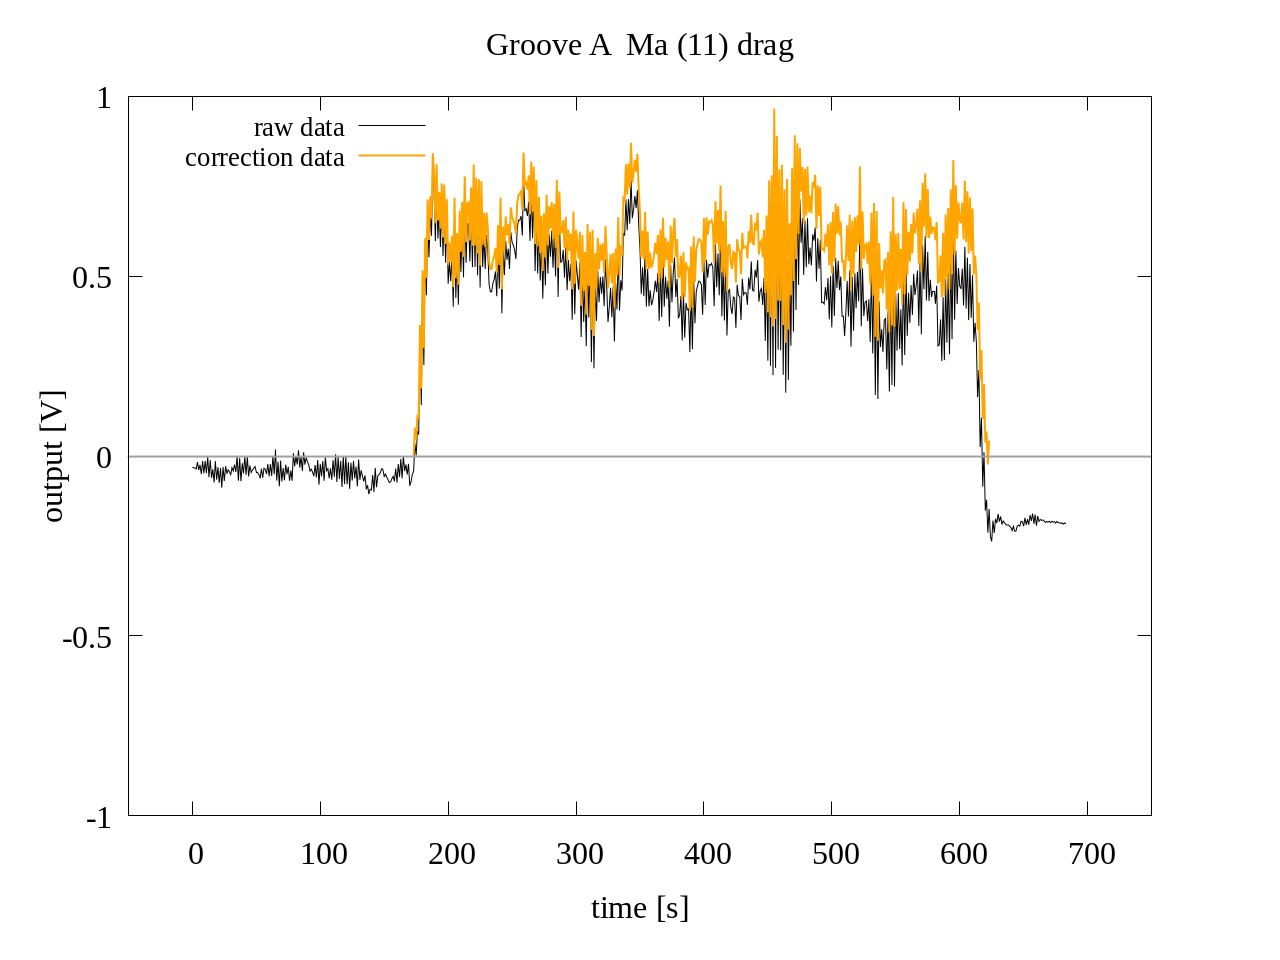 Groove A  Ma (11) drag
raw data
correction data
1
0.5
0
-0.5
-1
output [V]
0 100 200 300 400 500 600 700
time [s]